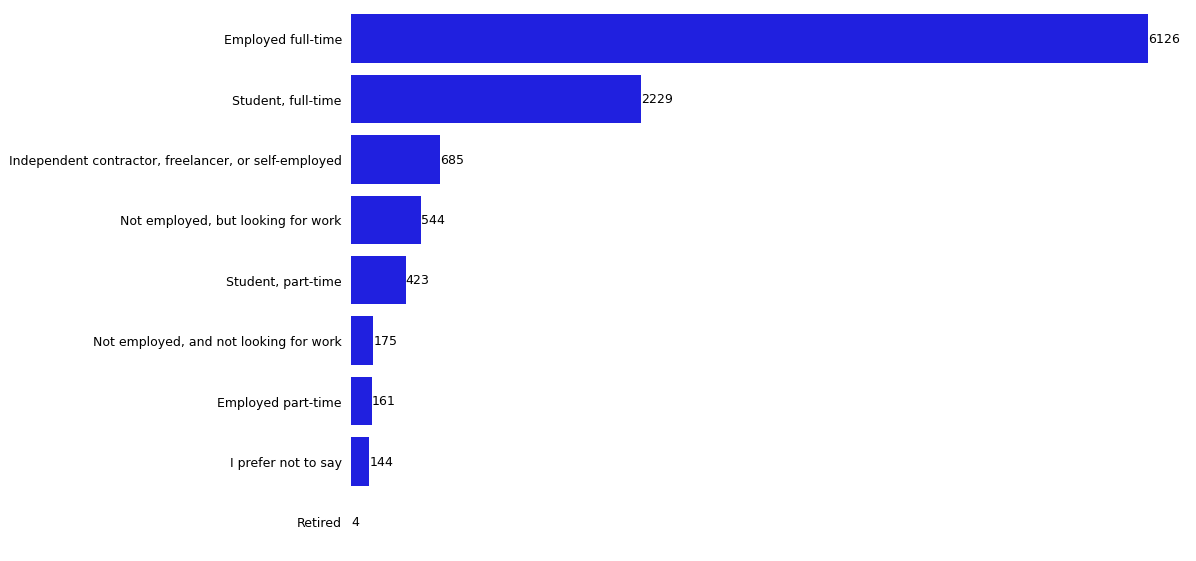 Employed full-time 6126
Student, full-time 2229
Independent contractor, freelancer, or self-employed 685
Not employed, but looking for work 544
Student, part-time 423
Not employed, and not looking for work 175
Employed part-time 161
I prefer not to say 144
Retired 4